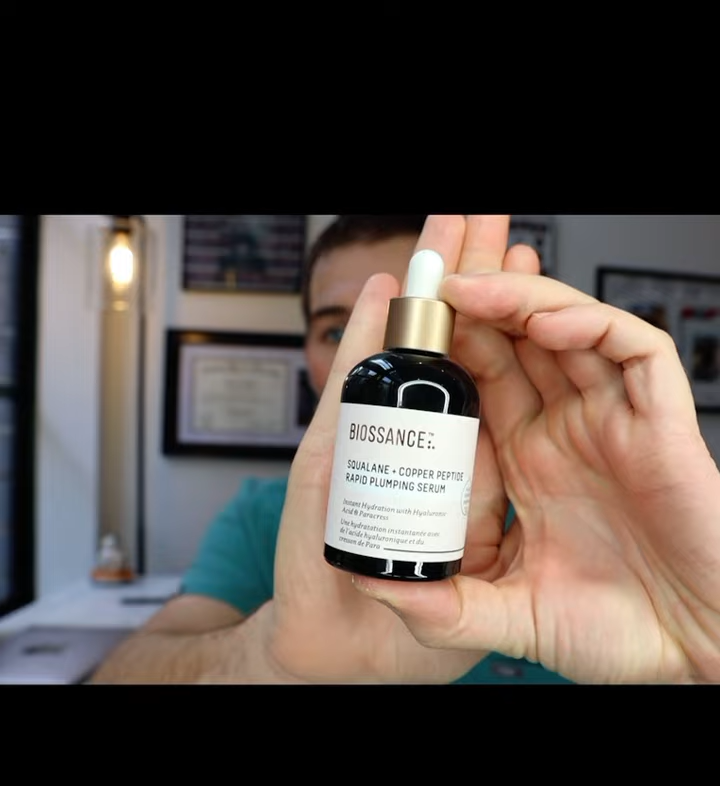 BIOSSANCE™
SQUALANE + COPPER PEPTIDE
RAPID PLUMPING SERUM
Instant Hydration with Hyaluronic
Acid & Paracress
Une hydratation instantanée avec
de l'acide hyaluronique et du
cresson de Para